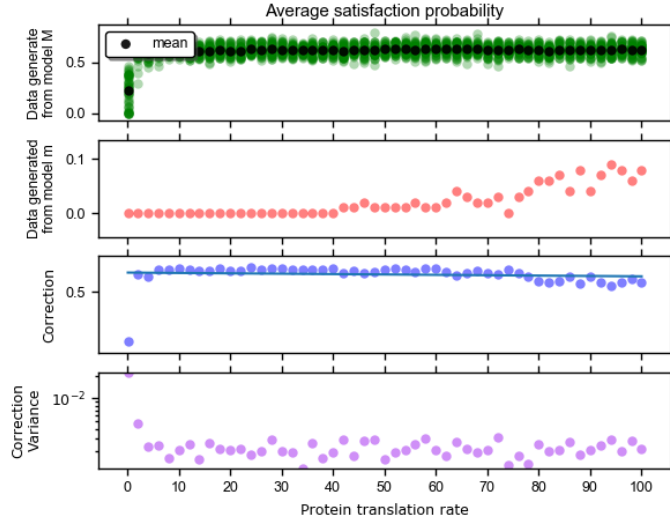 Average satisfaction probability
Data generate
from model M
mean
0.5
0.0
Data generated
from model m
0.1
0.0
Correction
0.5
Correction
Variance
10⁻²
0 10 20 30 40 50 60 70 80 90 100
Protein translation rate